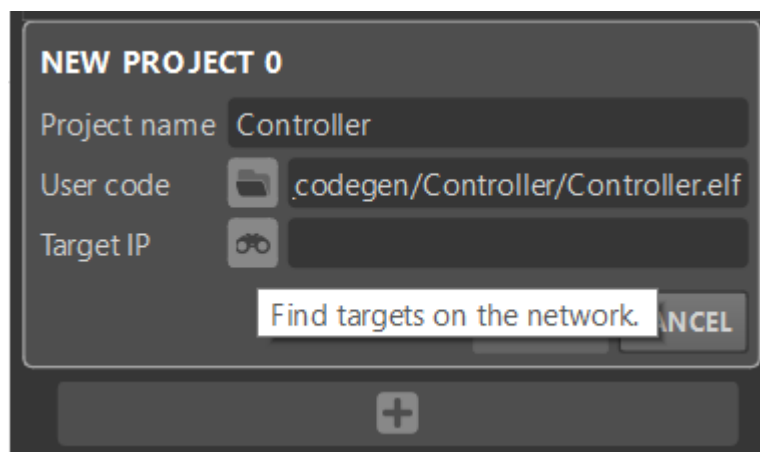 NEW PROJECT 0
Project name Controller
User code codegen/Controller/Controller.elf
Target IP
Find targets on the network.
ANCEL